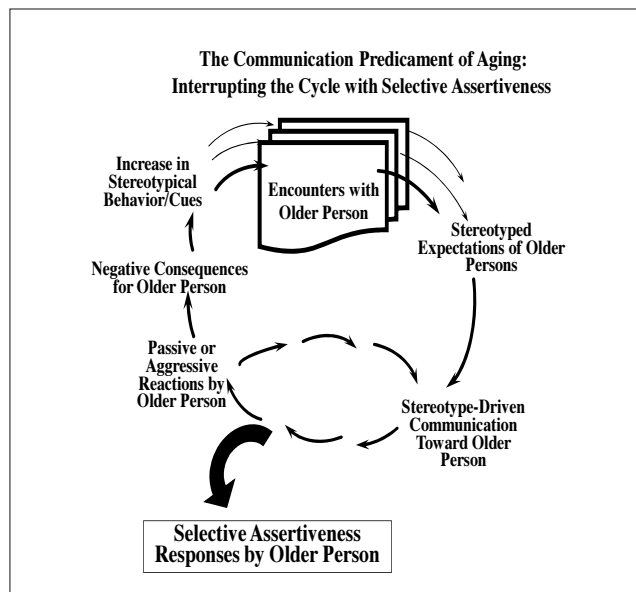 The Communication Predicament of Aging:
Interrupting the Cycle with Selective Assertiveness
Encounters with
Older Person
Stereotyped
Expectations of Older
Persons
Stereotype-Driven
Communication
Toward Older
Person
Passive or
Aggressive
Reactions by
Older Person
Negative Consequences
for Older Person
Increase in
Stereotypical
Behavior/Cues
Selective Assertiveness
Responses by Older Person